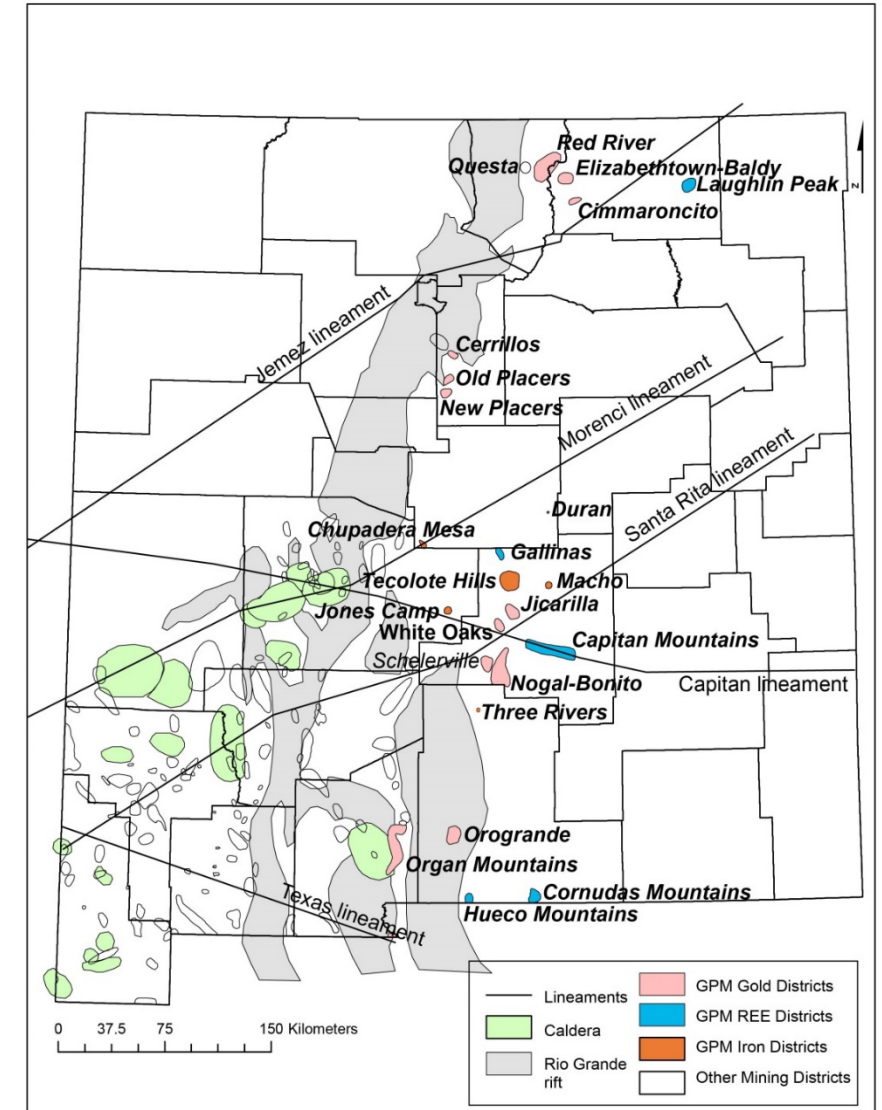 Red River
Questa
Elizabethtown-Baldy
Laughlin Peak
z
Cimmaroncito
Jemez lineament
Cerrillos
Old Placers
New Placers
Morenci lineament
Santa Rita lineament
Duran
Chupadera Mesa
Gallinas
Tecolote Hills
Macho
Jicarilla
Jones Camp
White Oaks
Capitan Mountains
Schelerville
Nogal-Bonito
Capitan lineament
Three Rivers
Orogrande
Organ Mountains
Texas lineament
Cornudas Mountains
Hueco Mountains
Lineaments
Caldera
Rio Grande
rift
GPM Gold Districts
GPM REE Districts
GPM Iron Districts
Other Mining Districts
0 37.5 75 150 Kilometers